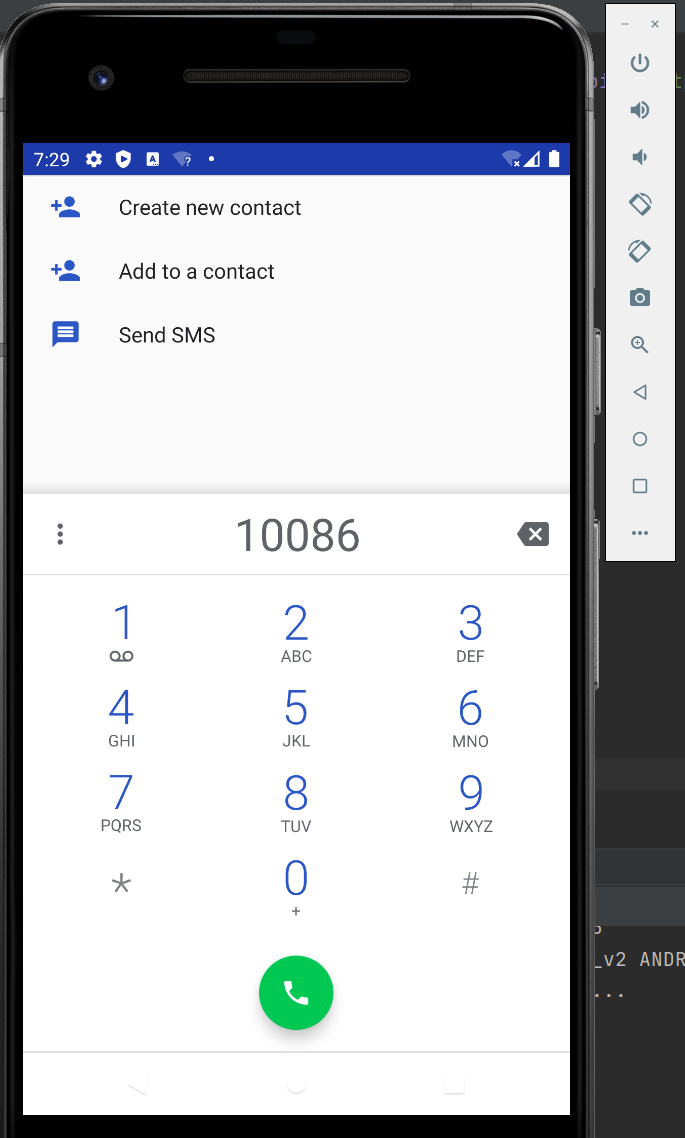 7:29
Create new contact
Add to a contact
Send SMS
10086
1
2
ABC
3
DEF
4
GHI
5
JKL
6
MNO
7
PQRS
8
TUV
9
WXYZ
*
0
+
#
_v2 ANDR
...